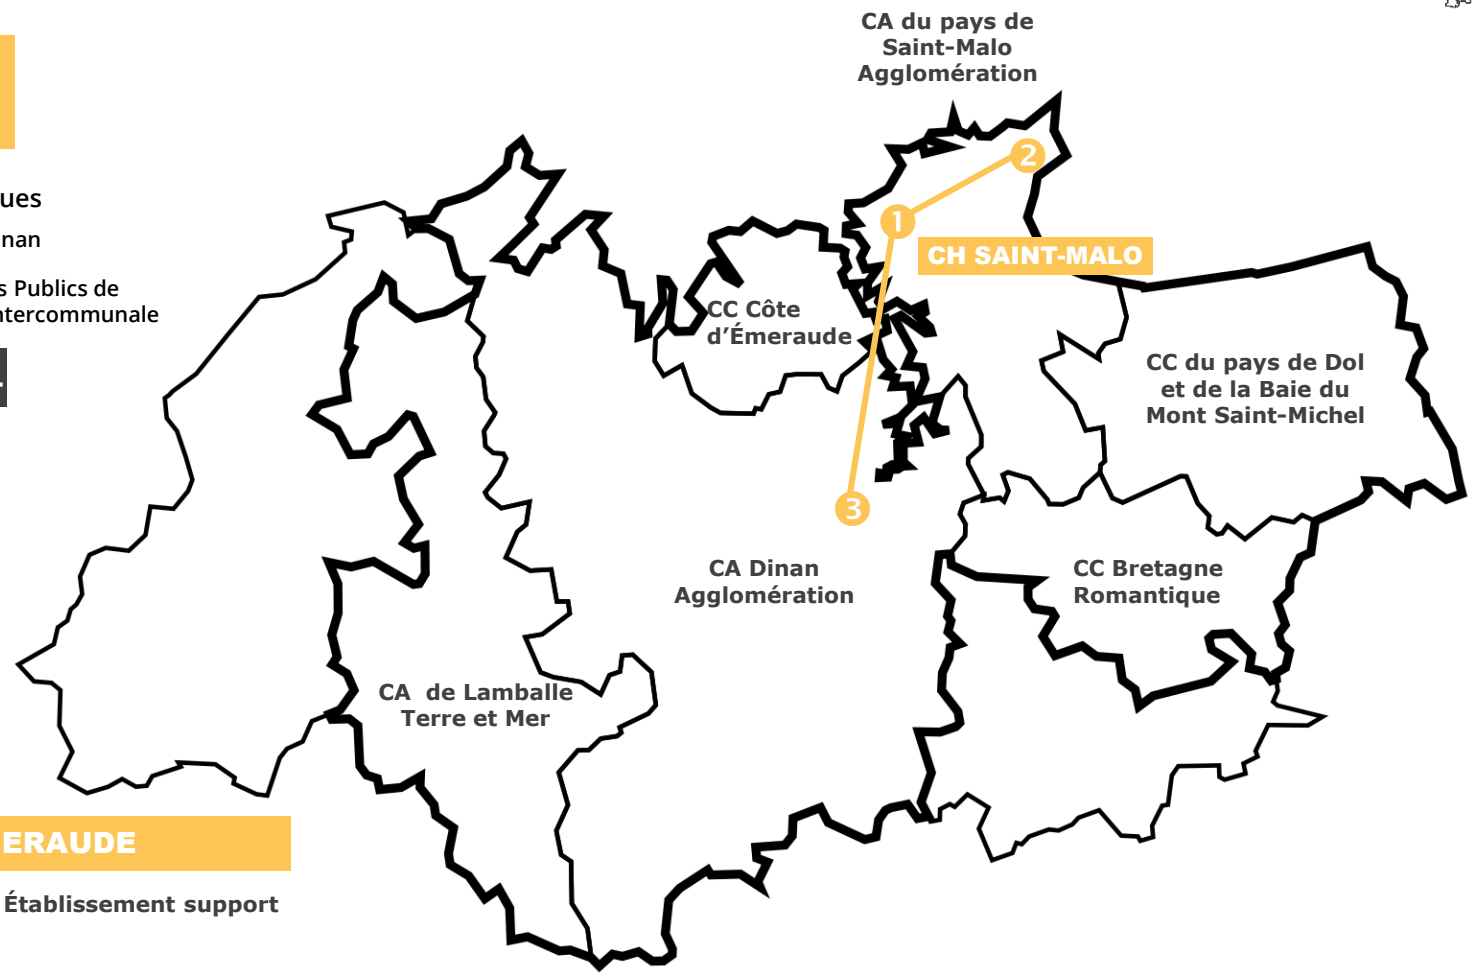 CA du pays de
Saint-Malo
Agglomération
ues
nan
s Publics de
ntercommunale
2
1
CH SAINT-MALO
CC Côte
d'Émeraude
CC du pays de Dol
et de la Baie du
Mont Saint-Michel
3
CA Dinan
Agglomération
CC Bretagne
Romantique
CA de Lamballe
Terre et Mer
ERAUDE
Établissement support